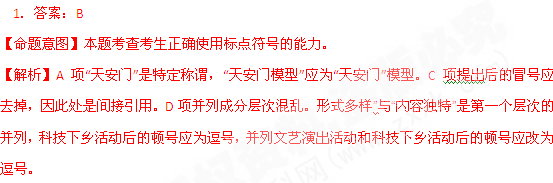 1. 答案：B
【命题意图】本题考查考生正确使用标点符号的能力。
【解析】A 项“天安门”是特定称谓，“天安门模型”应为“天安门”模型。C 项提出后的冒号应
去掉，因此处是间接引用。D 项并列成分层次混乱。形式多样”与“内容独特”是第一个层次的
并列，科技下乡活动后的顿号应为逗号，并列文艺演出活动和科技下乡活动后的顿号应改为
逗号。